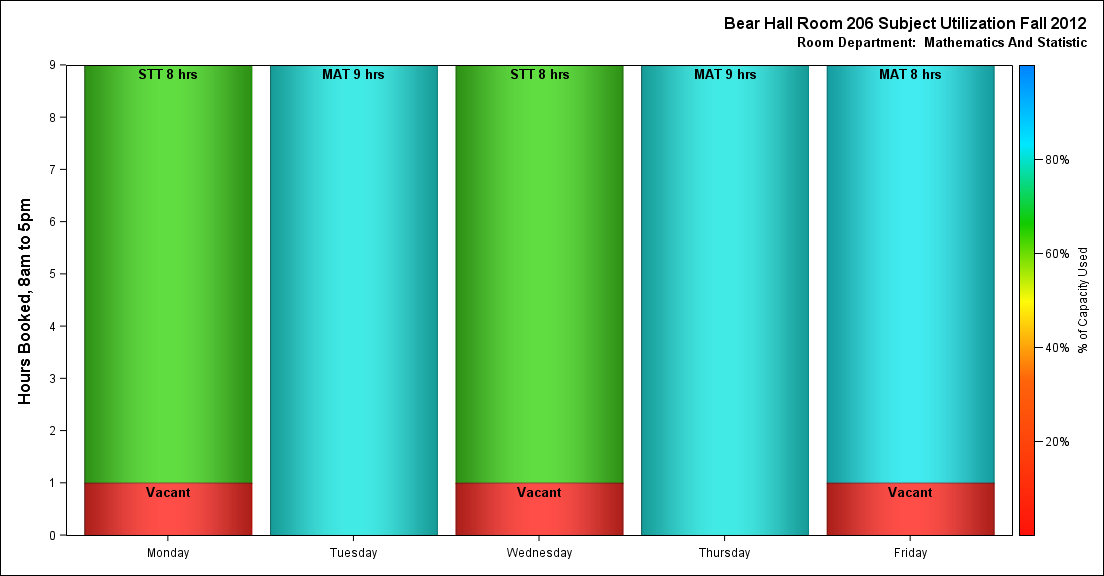 Bear Hall Room 206 Subject Utilization Fall 2012
Room Department:  Mathematics And Statistic
Hours Booked, 8am to 5pm
9
8
7
6
5
4
3
2
1
0
STT 8 hrs
MAT 9 hrs
STT 8 hrs
MAT 9 hrs
MAT 8 hrs
Vacant
Vacant
Vacant
Monday
Tuesday
Wednesday
Thursday
Friday
80%
60%
40%
20%
% of Capacity Used